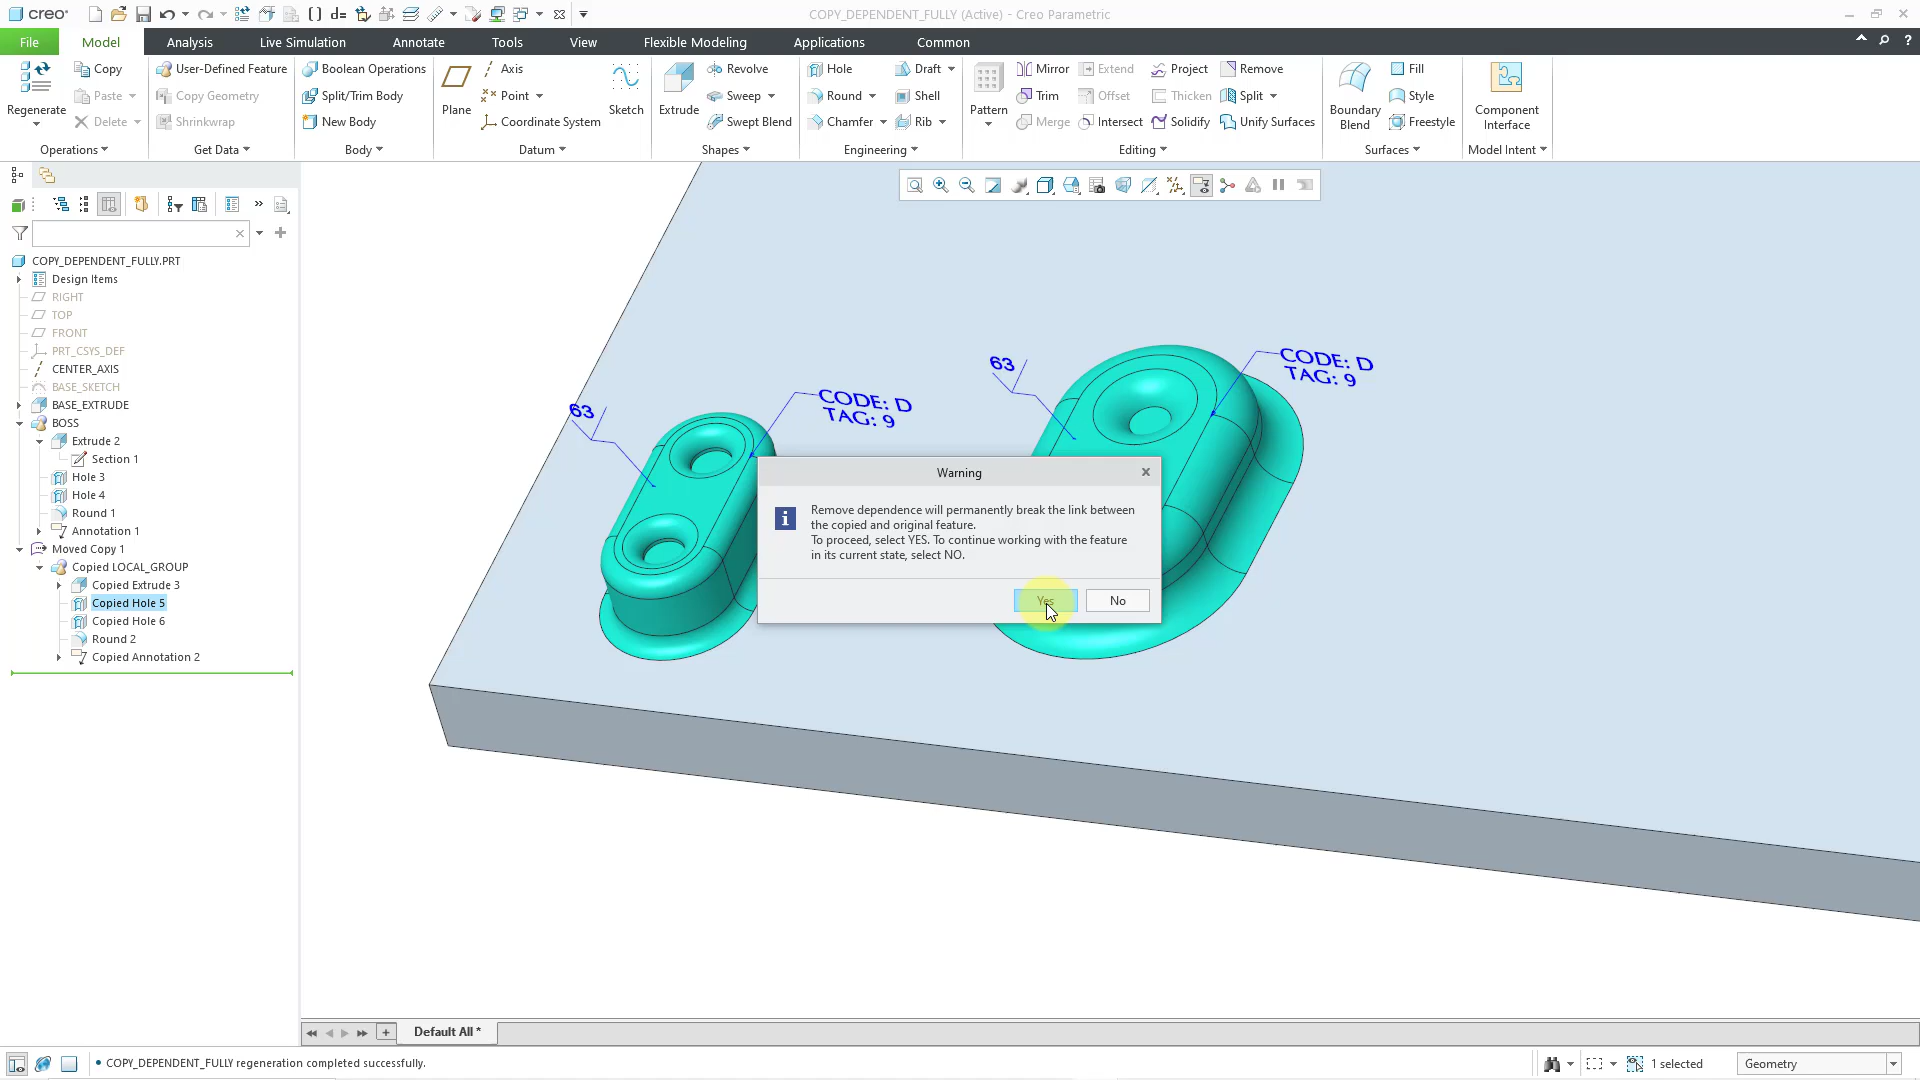 creo
COPY_DEPENDENT_FULLY (Active) - Creo Parametric
File
Model
Analysis
Live Simulation
Annotate
Tools
View
Flexible Modeling
Applications
Common
Regenerate
Copy
Paste
Delete
Operations
User-Defined Feature
Copy Geometry
Shrinkwrap
Get Data
Boolean Operations
Split/Trim Body
New Body
Body
Plane
Axis
Point
Coordinate System
Sketch
Datum
Extrude
Revolve
Sweep
Swept Blend
Shapes
Hole
Round
Chamfer
Draft
Shell
Rib
Engineering
Pattern
Mirror
Trim
Merge
Extend
Offset
Intersect
Project
Thicken
Solidify
Remove
Split
Unify Surfaces
Editing
Boundary
Blend
Fill
Style
Freestyle
Surfaces
Component
Interface
Model Intent
COPY_DEPENDENT_FULLY.PRT
Design Items
RIGHT
TOP
FRONT
PRT_CSYS_DEF
CENTER_AXIS
BASE_SKETCH
BASE_EXTRUDE
BOSS
Extrude 2
Section 1
Hole 3
Hole 4
Round 1
Annotation 1
Moved Copy 1
Copied LOCAL_GROUP
Copied Extrude 3
Copied Hole 5
Copied Hole 6
Round 2
Copied Annotation 2
63
CODE: D
TAG: 9
63
CODE: D
TAG: 9
Warning
Remove dependence will permanently break the link between
the copied and original feature.
To proceed, select YES. To continue working with the feature
in its current state, select NO.
Yes
No
Default All *
• COPY_DEPENDENT_FULLY regeneration completed successfully.
1 selected
Geometry